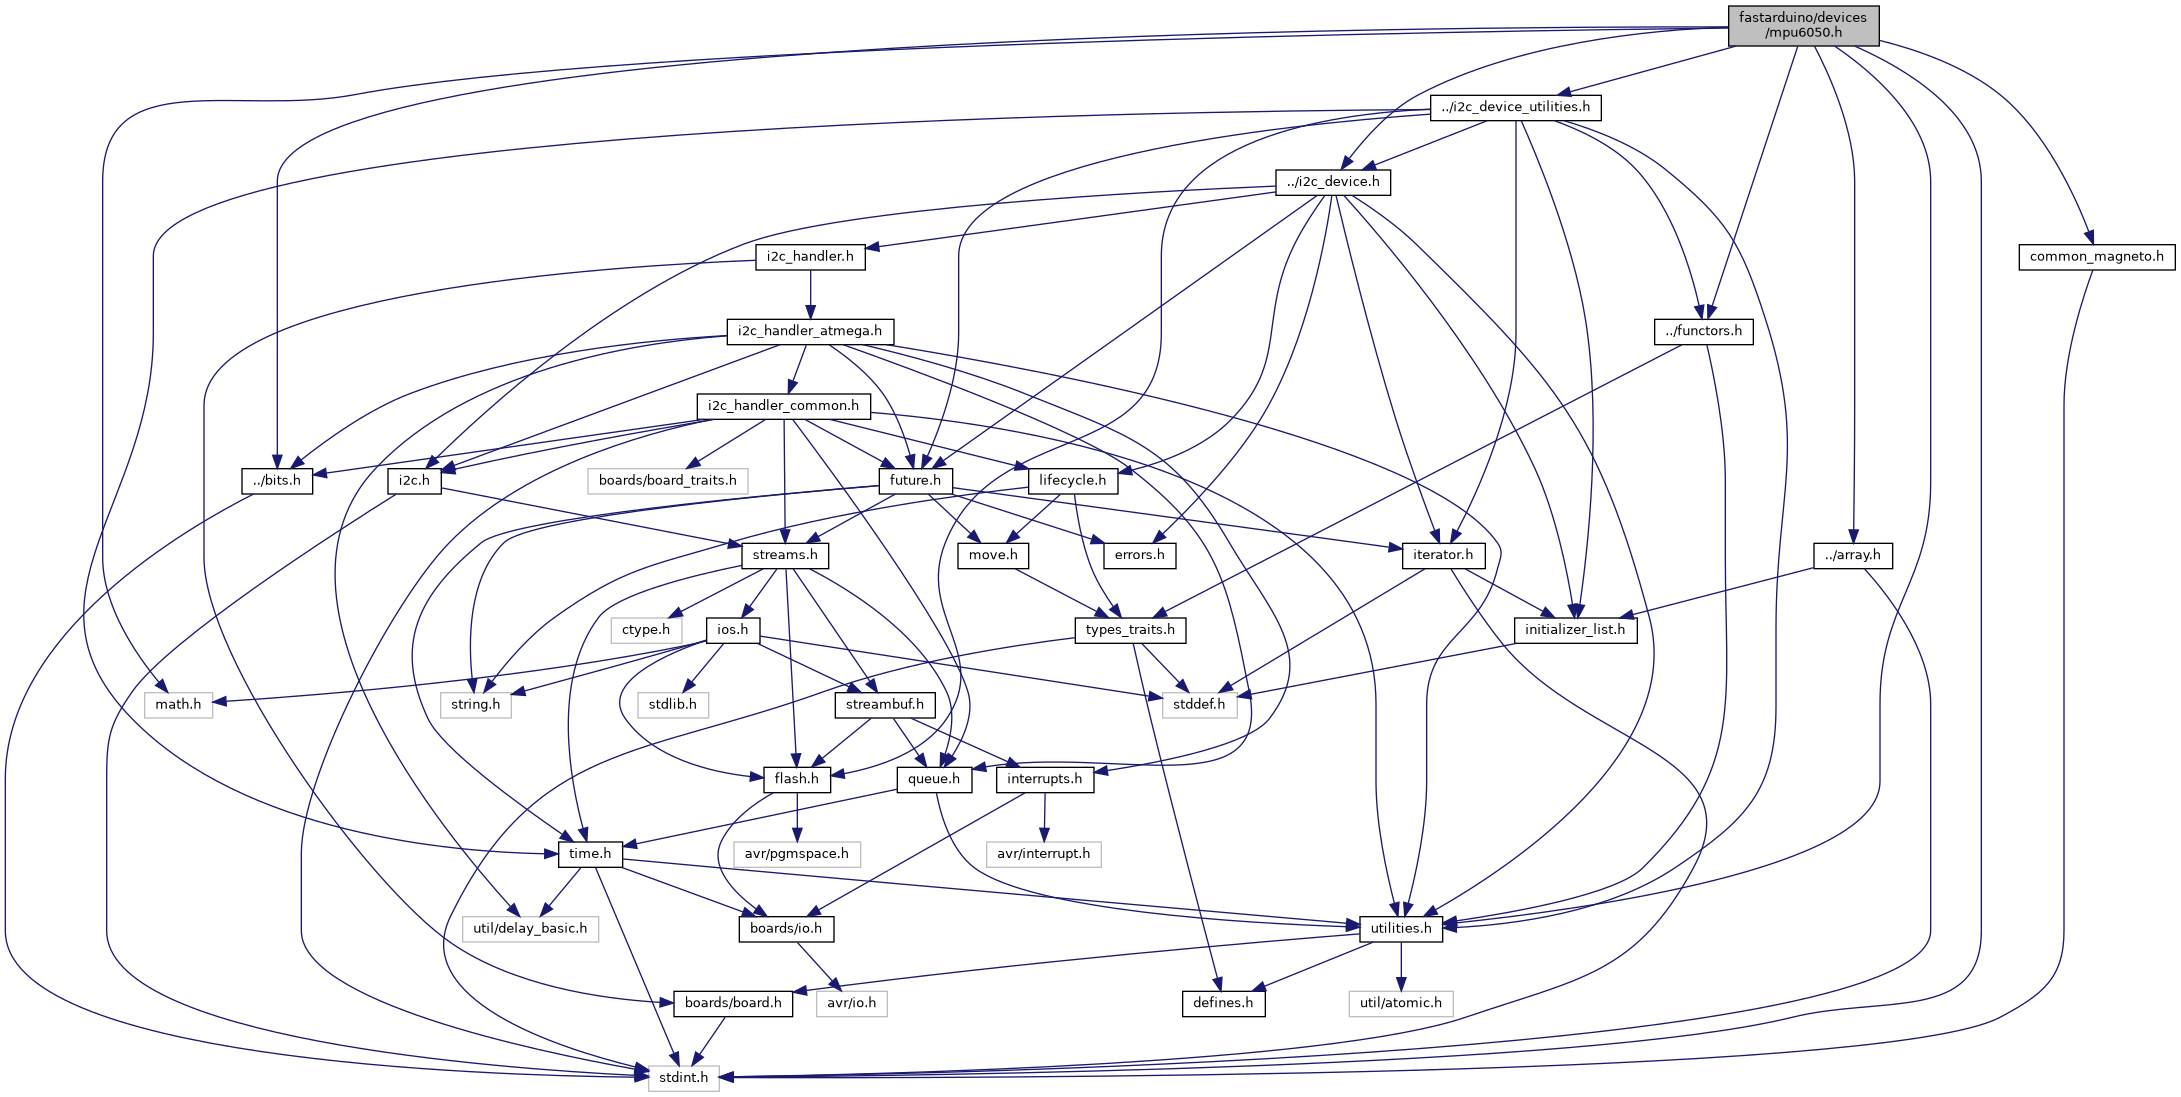 fastarduino/devices
/mpu6050.h
../i2c_device_utilities.h
../i2c_device.h
i2c_handler.h
common_magneto.h
i2c_handler_atmega.h
../functors.h
i2c_handler_common.h
../bits.h
i2c.h
boards/board_traits.h
future.h
lifecycle.h
streams.h
move.h
errors.h
iterator.h
../array.h
ctype.h
ios.h
types_traits.h
initializer_list.h
math.h
string.h
stdlib.h
streambuf.h
stddef.h
flash.h
queue.h
interrupts.h
time.h
avr/pgmspace.h
avr/interrupt.h
util/delay_basic.h
boards/io.h
utilities.h
boards/board.h
avr/io.h
defines.h
util/atomic.h
stdint.h